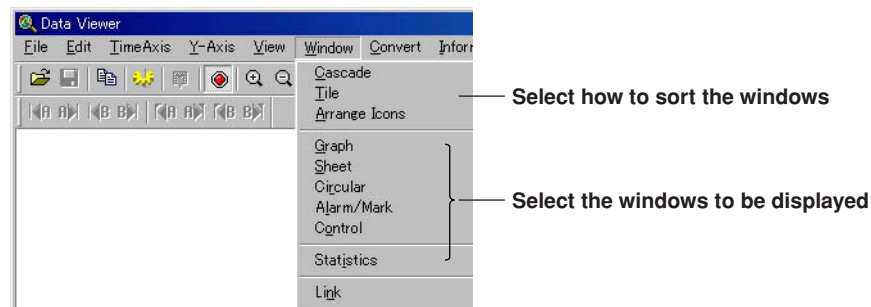 Data Viewer
File Edit TimeAxis Y-Axis View Window Convert
Cascade
Tile
Arrange Icons
Select how to sort the windows
Graph
Sheet
Circular
Alarm/Mark
Control
Statistics
Select the windows to be displayed
Link